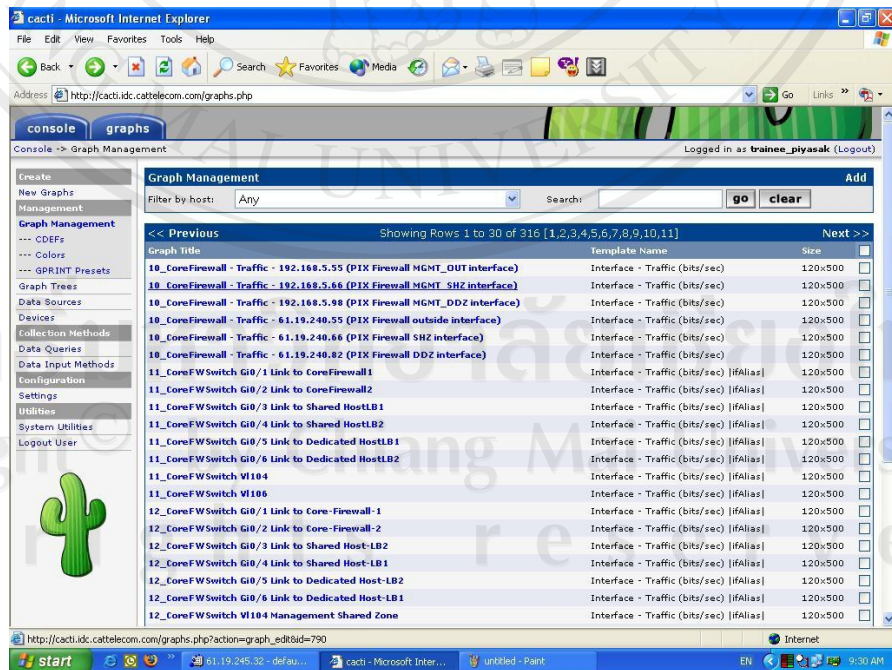 cacti - Microsoft Internet Explorer
File Edit View Favorites Tools Help
Back Search Favorites Media
Address http://cacti.idc.cattelecom.com/graphs.php Go Links »
console graphs
Console -> Graph Management Logged in as trainee_piyasak (Logout)
Create
New Graphs
Management
Graph Management
--- CDEFs
--- Colors
--- GPRINT Presets
Graph Trees
Data Sources
Devices
Collection Methods
Data Queries
Data Input Methods
Configuration
Settings
Utilities
System Utilities
Logout User
Graph Management Add
Filter by host: Any Search: go clear
<< Previous Showing Rows 1 to 30 of 316 [1,2,3,4,5,6,7,8,9,10,11] Next >>
Graph Title Template Name Size
10_CoreFirewall - Traffic - 192.168.5.55 (PIX Firewall MGMT_OUT interface) Interface - Traffic (bits/sec) 120x500
10_CoreFirewall - Traffic - 192.168.5.66 (PIX Firewall MGMT_SHZ interface) Interface - Traffic (bits/sec) 120x500
10_CoreFirewall - Traffic - 192.168.5.98 (PIX Firewall MGMT_DDZ interface) Interface - Traffic (bits/sec) 120x500
10_CoreFirewall - Traffic - 61.19.240.55 (PIX Firewall outside interface) Interface - Traffic (bits/sec) 120x500
10_CoreFirewall - Traffic - 61.19.240.66 (PIX Firewall SHZ interface) Interface - Traffic (bits/sec) 120x500
10_CoreFirewall - Traffic - 61.19.240.82 (PIX Firewall DDZ interface) Interface - Traffic (bits/sec) 120x500
11_CoreFWSwitch Gi0/1 Link to CoreFirewall1 Interface - Traffic (bits/sec) |ifAlias| 120x500
11_CoreFWSwitch Gi0/2 Link to CoreFirewall2 Interface - Traffic (bits/sec) |ifAlias| 120x500
11_CoreFWSwitch Gi0/3 Link to Shared HostLB1 Interface - Traffic (bits/sec) |ifAlias| 120x500
11_CoreFWSwitch Gi0/4 Link to Shared HostLB2 Interface - Traffic (bits/sec) |ifAlias| 120x500
11_CoreFWSwitch Gi0/5 Link to Dedicated HostLB1 Interface - Traffic (bits/sec) |ifAlias| 120x500
11_CoreFWSwitch Gi0/6 Link to Dedicated HostLB2 Interface - Traffic (bits/sec) |ifAlias| 120x500
11_CoreFWSwitch Vl104 Interface - Traffic (bits/sec) |ifAlias| 120x500
11_CoreFWSwitch Vl106 Interface - Traffic (bits/sec) |ifAlias| 120x500
12_CoreFWSwitch Gi0/1 Link to Core-Firewall-1 Interface - Traffic (bits/sec) |ifAlias| 120x500
12_CoreFWSwitch Gi0/2 Link to Core-Firewall-2 Interface - Traffic (bits/sec) |ifAlias| 120x500
12_CoreFWSwitch Gi0/3 Link to Shared Host-LB2 Interface - Traffic (bits/sec) |ifAlias| 120x500
12_CoreFWSwitch Gi0/4 Link to Shared Host-LB1 Interface - Traffic (bits/sec) |ifAlias| 120x500
12_CoreFWSwitch Gi0/5 Link to Dedicated Host-LB2 Interface - Traffic (bits/sec) |ifAlias| 120x500
12_CoreFWSwitch Gi0/6 Link to Dedicated Host-LB1 Interface - Traffic (bits/sec) |ifAlias| 120x500
12_CoreFWSwitch Vl104 Management Shared Zone Interface - Traffic (bits/sec) |ifAlias| 120x500
http://cacti.idc.cattelecom.com/graphs.php?action=graph_edit&id=790 Internet
start 61.19.245.32 - defau... cacti - Microsoft Inter... untitled - Paint EN 9:30 AM